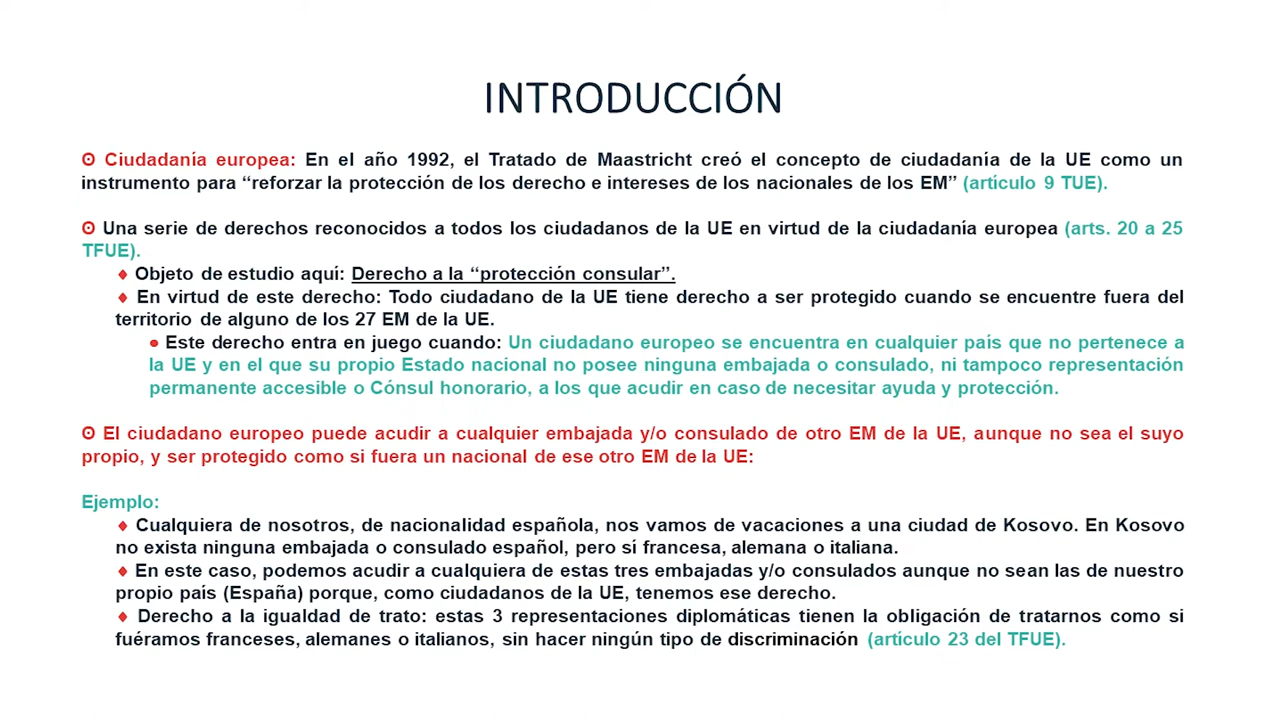 INTRODUCCIÓN
ʘ Ciudadanía europea: En el año 1992, el Tratado de Maastricht creó el concepto de ciudadanía de la UE como un
instrumento para “reforzar la protección de los derecho e intereses de los nacionales de los EM” (artículo 9 TUE).
ʘ Una serie de derechos reconocidos a todos los ciudadanos de la UE en virtud de la ciudadanía europea (arts. 20 a 25
TFUE).
♦ Objeto de estudio aquí: Derecho a la “protección consular”.
♦ En virtud de este derecho: Todo ciudadano de la UE tiene derecho a ser protegido cuando se encuentre fuera del
territorio de alguno de los 27 EM de la UE.
● Este derecho entra en juego cuando: Un ciudadano europeo se encuentra en cualquier país que no pertenece a
la UE y en el que su propio Estado nacional no posee ninguna embajada o consulado, ni tampoco representación
permanente accesible o Cónsul honorario, a los que acudir en caso de necesitar ayuda y protección.
ʘ El ciudadano europeo puede acudir a cualquier embajada y/o consulado de otro EM de la UE, aunque no sea el suyo
propio, y ser protegido como si fuera un nacional de ese otro EM de la UE:
Ejemplo:
♦ Cualquiera de nosotros, de nacionalidad española, nos vamos de vacaciones a una ciudad de Kosovo. En Kosovo
no exista ninguna embajada o consulado español, pero sí francesa, alemana o italiana.
♦ En este caso, podemos acudir a cualquiera de estas tres embajadas y/o consulados aunque no sean las de nuestro
propio país (España) porque, como ciudadanos de la UE, tenemos ese derecho.
♦ Derecho a la igualdad de trato: estas 3 representaciones diplomáticas tienen la obligación de tratarnos como si
fuéramos franceses, alemanes o italianos, sin hacer ningún tipo de discriminación (artículo 23 del TFUE).